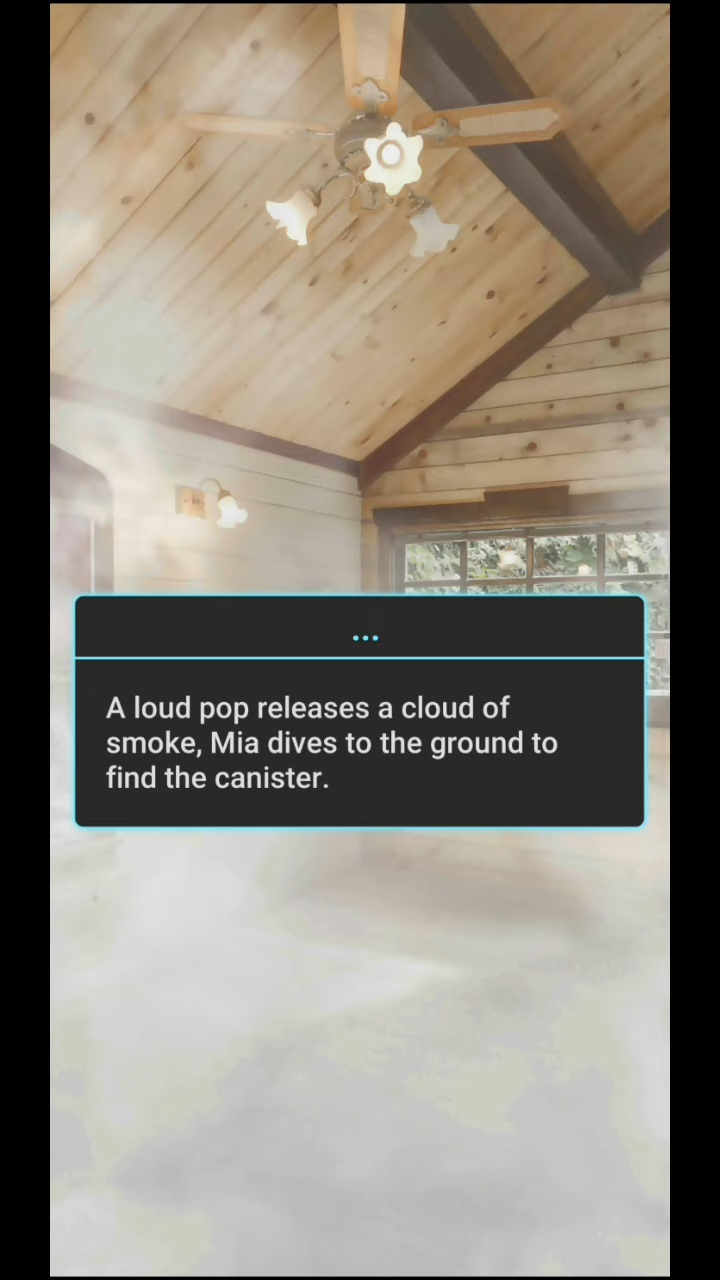 ...
A loud pop releases a cloud of
smoke, Mia dives to the ground to
find the canister.